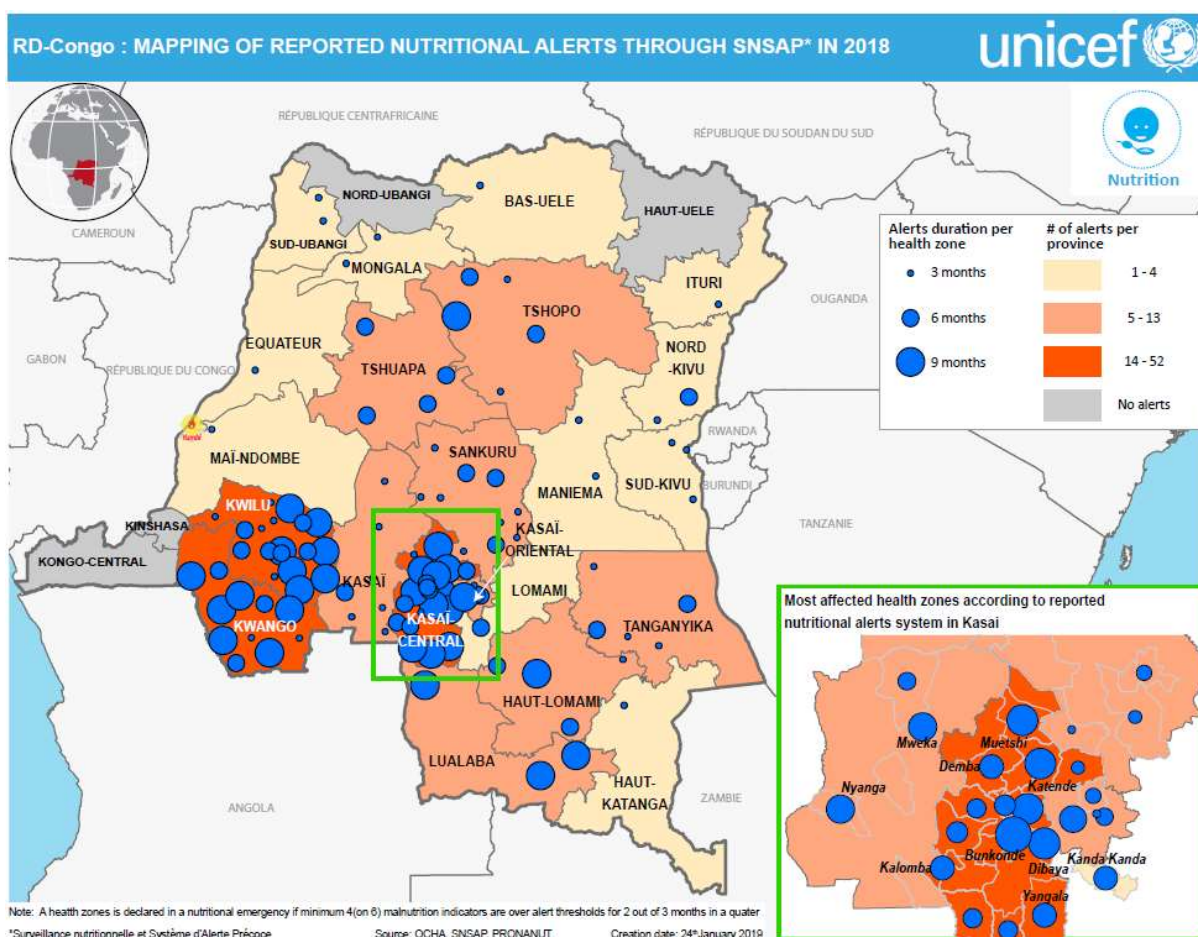 RD-Congo : MAPPING OF REPORTED NUTRITIONAL ALERTS THROUGH SNSAP* IN 2018
unicef
Nutrition
RÉPUBLIQUE CENTRAFRICAINE
RÉPUBLIQUE DU SOUDAN DU SUD
CAMEROUN
NORD-UBANGI
BAS-UELE
HAUT-UELE
SUD-UBANGI
MONGALA
ITURI
OUGANDA
GABON
RÉPUBLIQUE DU CONGO
EQUATEUR
TSHOPO
TSHUAPA
NORD
-KIVU
RWANDA
BURUNDI
Yumbi
MAÏ-NDOMBE
SANKURU
MANIEMA
SUD-KIVU
TANZANIE
KWILU
KINSHASA
KONGO-CENTRAL
KASAÏ-
ORIENTAL
KASAÏ
LOMAMI
KWANGO
KASAÏ-
CENTRAL
TANGANYIKA
HAUT-LOMAMI
LUALABA
HAUT-
KATANGA
ANGOLA
ZAMBIE
Alerts duration per
health zone
3 months
6 months
9 months
# of alerts per
province
1 - 4
5 - 13
14 - 52
No alerts
Most affected health zones according to reported
nutritional alerts system in Kasai
Mweka
Muetshi
Demba
Nyanga
Katende
Bunkonde
Kalomba
Dibaya
Kanda Kanda
Yangala
Note: A health zones is declared in a nutritional emergency if minimum 4(on 6) malnutrition indicators are over alert thresholds for 2 out of 3 months in a quater
*Surveillance nutritionnelle et Système d'Alerte Précoce
Source: OCHA, SNSAP, PRONANUT
Creation date: 24th January 2019